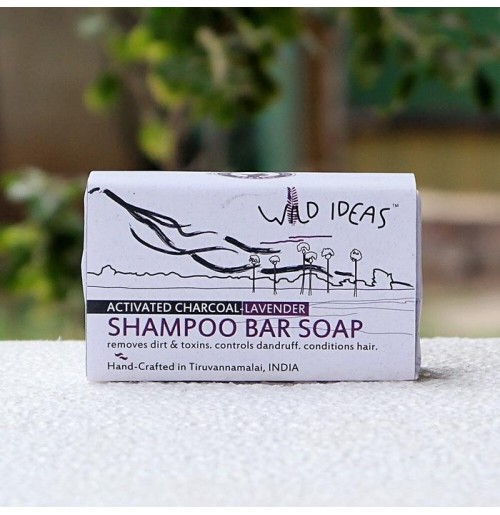 WILD IDEAS™
ACTIVATED CHARCOAL-LAVENDER
SHAMPOO BAR SOAP
removes dirt & toxins. controls dandruff. conditions hair.
Hand-Crafted in Tiruvannamalai, INDIA